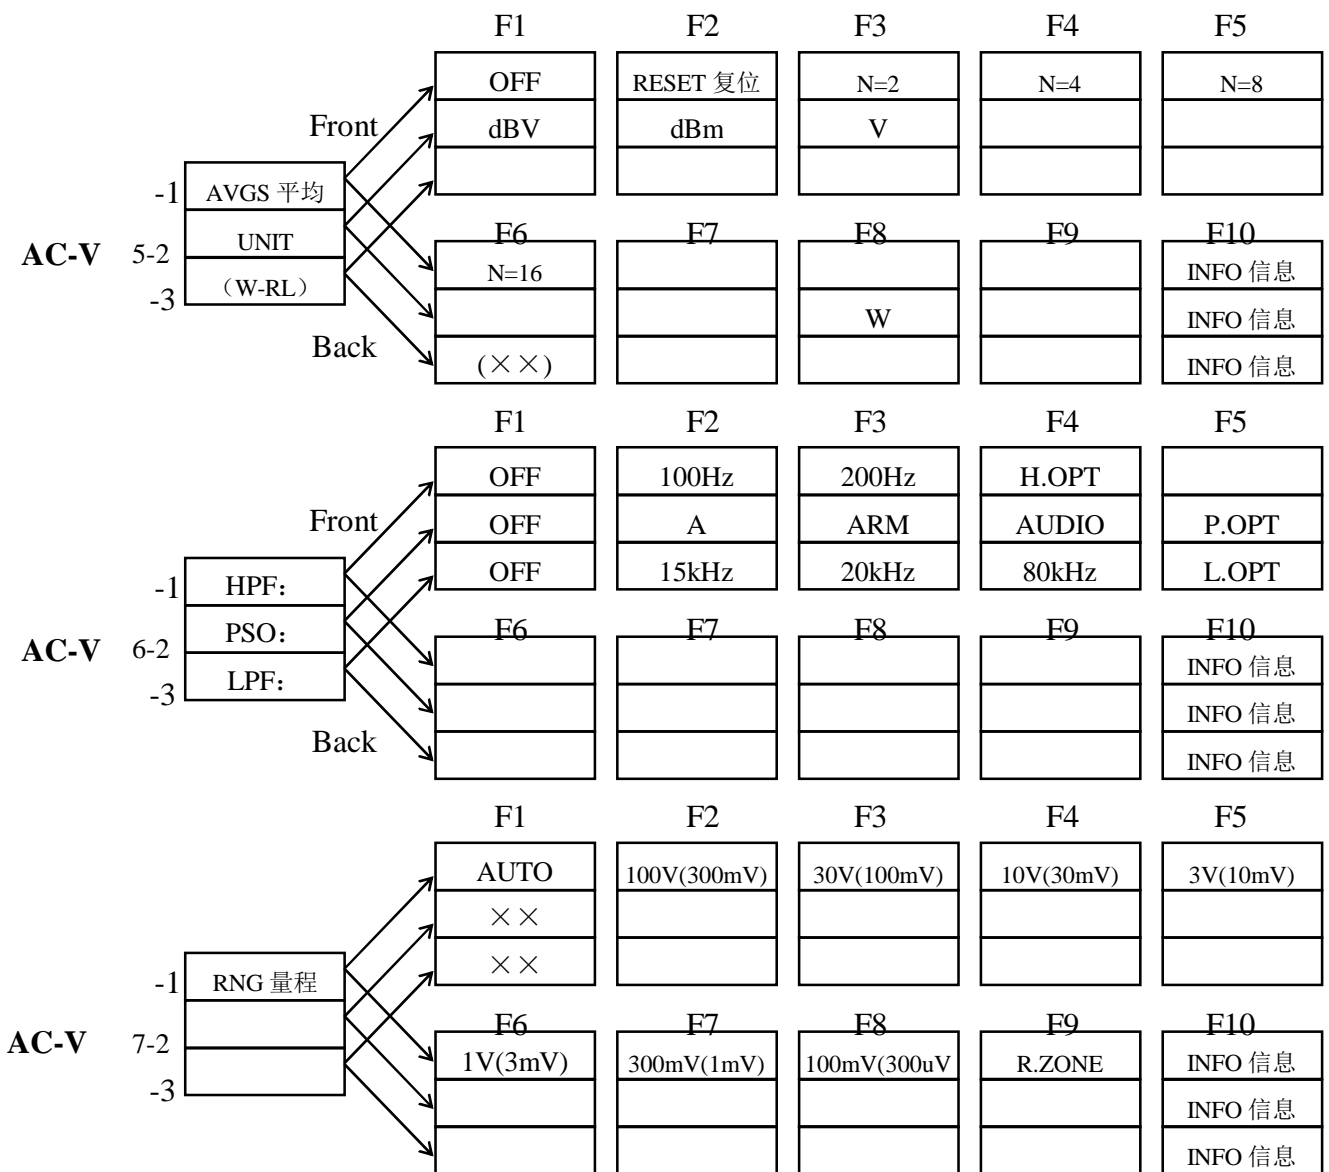 F1 F2 F3 F4 F5
OFF RESET 复位 N=2 N=4 N=8
Front dBV dBm V
-1 AVGS 平均
AC-V 5-2 UNIT
-3 (W-RL）
F6 F7 F8 F9 F10
N=16 INFO 信息
W INFO 信息
Back (××) INFO 信息
F1 F2 F3 F4 F5
OFF 100Hz 200Hz H.OPT
Front OFF A ARM AUDIO P.OPT
OFF 15kHz 20kHz 80kHz L.OPT
-1 HPF：
AC-V 6-2 PSO：
-3 LPF：
F6 F7 F8 F9 F10
INFO 信息
INFO 信息
Back INFO 信息
F1 F2 F3 F4 F5
AUTO 100V(300mV) 30V(100mV) 10V(30mV) 3V(10mV)
××
××
-1 RNG 量程
AC-V 7-2
-3
F6 F7 F8 F9 F10
1V(3mV) 300mV(1mV) 100mV(300uV R.ZONE INFO 信息
INFO 信息
INFO 信息